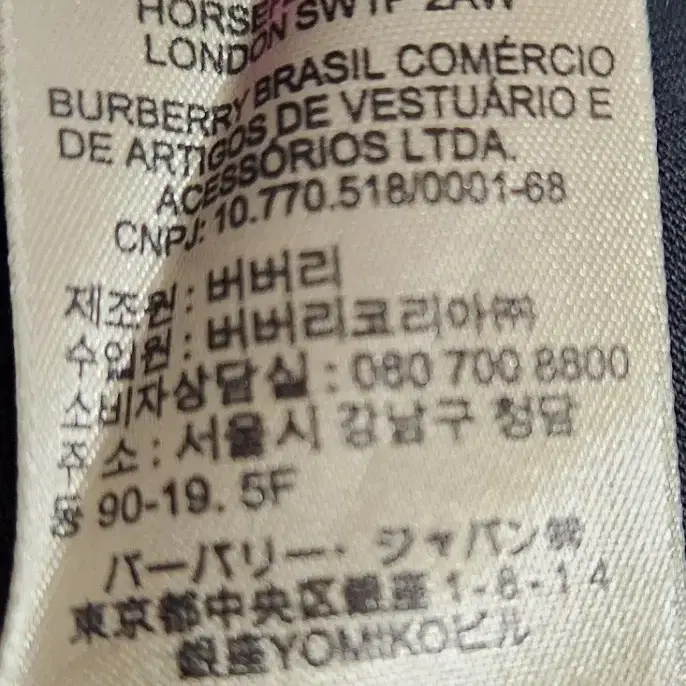 HORSEF SW1P 2AW
LONDON
BURBERRY BRASIL COMÉRCIO
DE ARTIGOS DE VESTUÁRIO E
ACESSÓRIOS LTDA.
CNPJ: 10.770.518/0001-68
제조원 : 버버리
수입원 : 버버리코리아㈜
소비자상담실 : 080 700 8800
주 소 : 서울시 강남구 청담
동 90-19. 5F
バーバリー・ ジャパン㈱
東京都中央区銀座 1-8-14
銀座YOMIKOビル